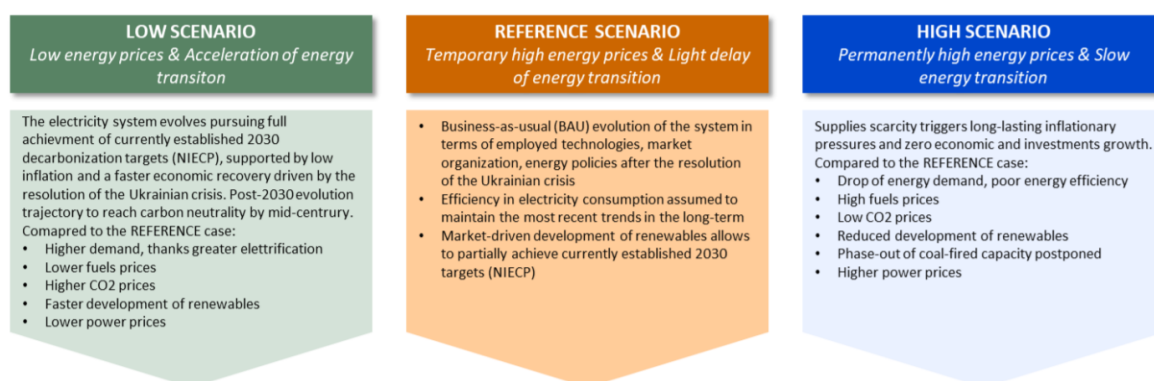 LOW SCENARIO
Low energy prices & Acceleration of energy
transiton
The electricity system evolves pursuing full
achievment of currently established 2030
decarbonization targets (NIECP), supported by low
inflation and a faster economic recovery driven by the
resolution of the Ukrainian crisis. Post-2030 evolution
trajectory to reach carbon neutrality by mid-centrury.
Comapred to the REFERENCE case:
• Higher demand, thanks greater elettrification
• Lower fuels prices
• Higher CO2 prices
• Faster development of renewables
• Lower power prices
REFERENCE SCENARIO
Temporary high energy prices & Light delay
of energy transition
• Business-as-usual (BAU) evolution of the system in
terms of employed technologies, market
organization, energy policies after the resolution
of the Ukrainian crisis
• Efficiency in electricity consumption assumed to
maintain the most recent trends in the long-term
• Market-driven development of renewables allows
to partially achieve currently established 2030
targets (NIECP)
HIGH SCENARIO
Permanently high energy prices & Slow
energy transition
Supplies scarcity triggers long-lasting inflationary
pressures and zero economic and investments growth.
Compared to the REFERENCE case:
• Drop of energy demand, poor energy efficiency
• High fuels prices
• Low CO2 prices
• Reduced development of renewables
• Phase-out of coal-fired capacity postponed
• Higher power prices